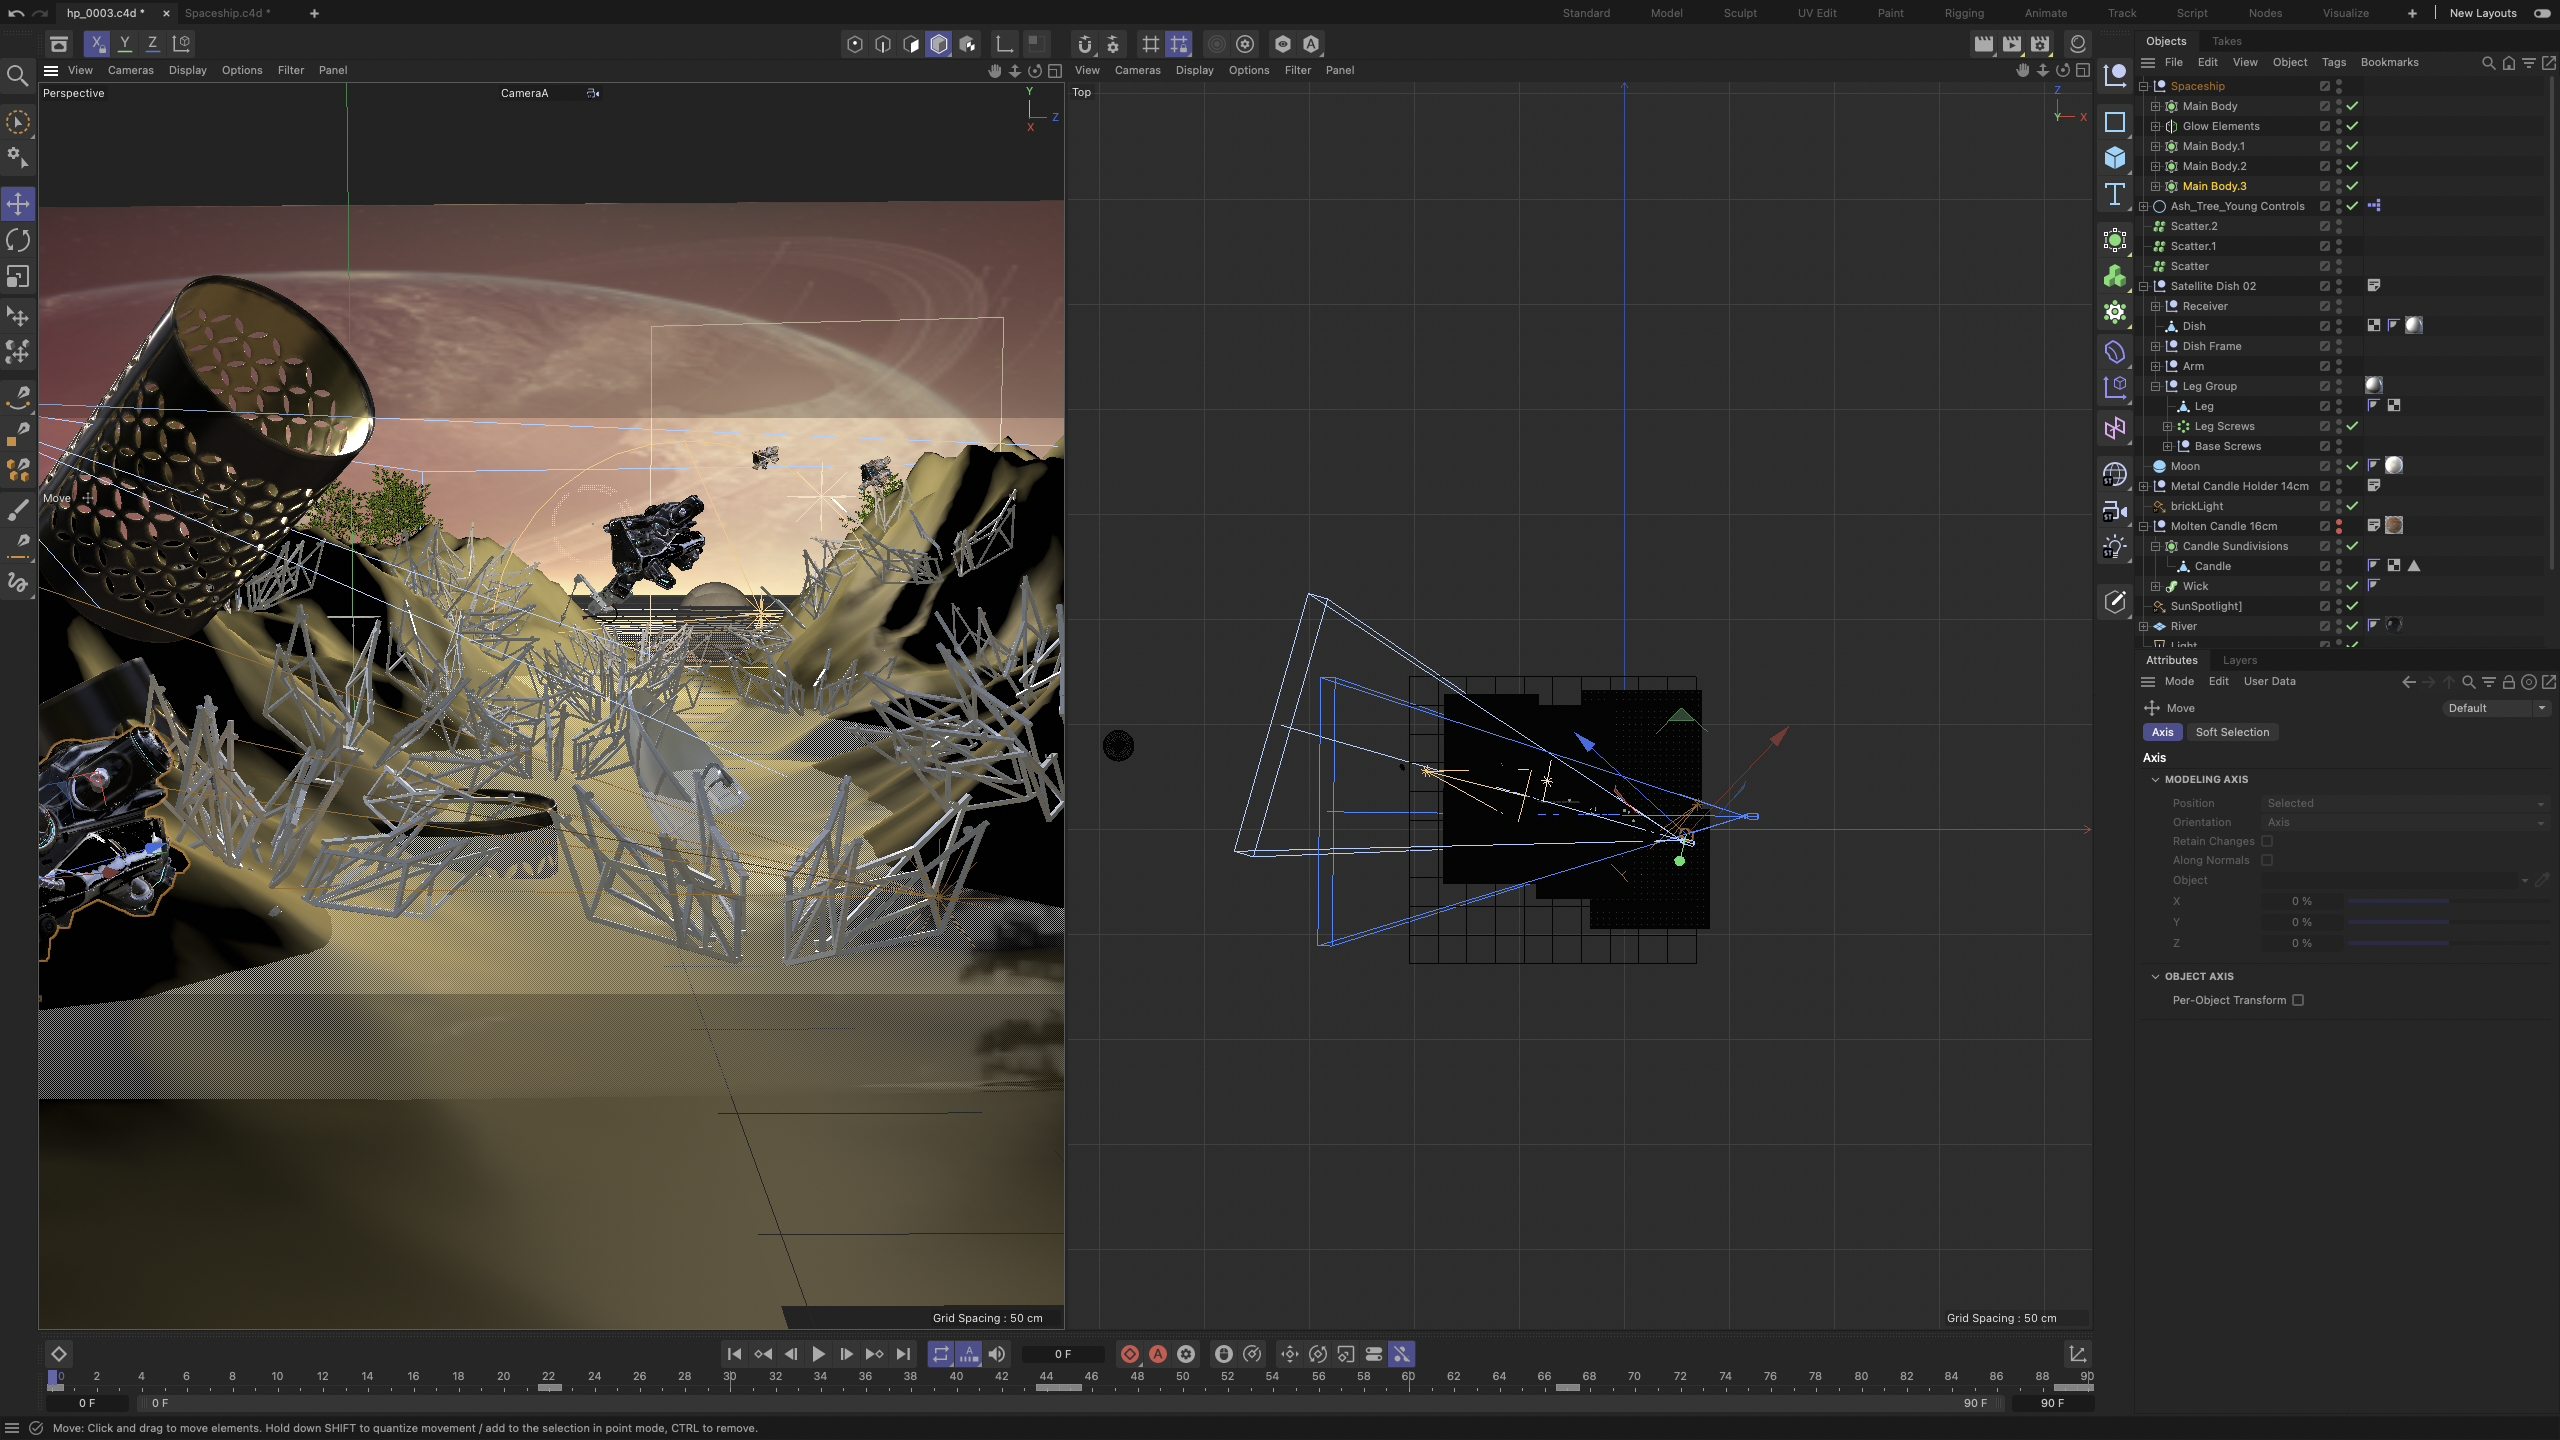 hp_0003.c4d *
Spaceship.c4d *
Standard Model Sculpt UV Edit Paint Rigging Animate Track Script Nodes Visualize New Layouts
X Y Z
Objects Takes
View Cameras Display Options Filter Panel
View Cameras Display Options Filter Panel
File Edit View Object Tags Bookmarks
Perspective
CameraA
Y
Z
X
Top
Z
Y X
Spaceship
Main Body
Glow Elements
Main Body.1
Main Body.2
Main Body.3
Ash_Tree_Young Controls
Scatter.2
Scatter.1
Scatter
Satellite Dish 02
Receiver
Dish
Dish Frame
Arm
Leg Group
Leg
Leg Screws
Base Screws
Moon
Metal Candle Holder 14cm
brickLight
Molten Candle 16cm
Candle Sundivisions
Candle
Wick
SunSpotlight]
River
Light
Move
Attributes Layers
Mode Edit User Data
Move Default
Axis Soft Selection
Axis
MODELING AXIS
Position Selected
Orientation Axis
Retain Changes
Along Normals
Object
X 0 %
Y 0 %
Z 0 %
OBJECT AXIS
Per-Object Transform
Grid Spacing : 50 cm
Grid Spacing : 50 cm
0 F
0 2 4 6 8 10 12 14 16 18 20 22 24 26 28 30 32 34 36 38 40 42 44 46 48 50 52 54 56 58 60 62 64 66 68 70 72 74 76 78 80 82 84 86 88 90
0 F 0 F 90 F 90 F
Move: Click and drag to move elements. Hold down SHIFT to quantize movement / add to the selection in point mode, CTRL to remove.